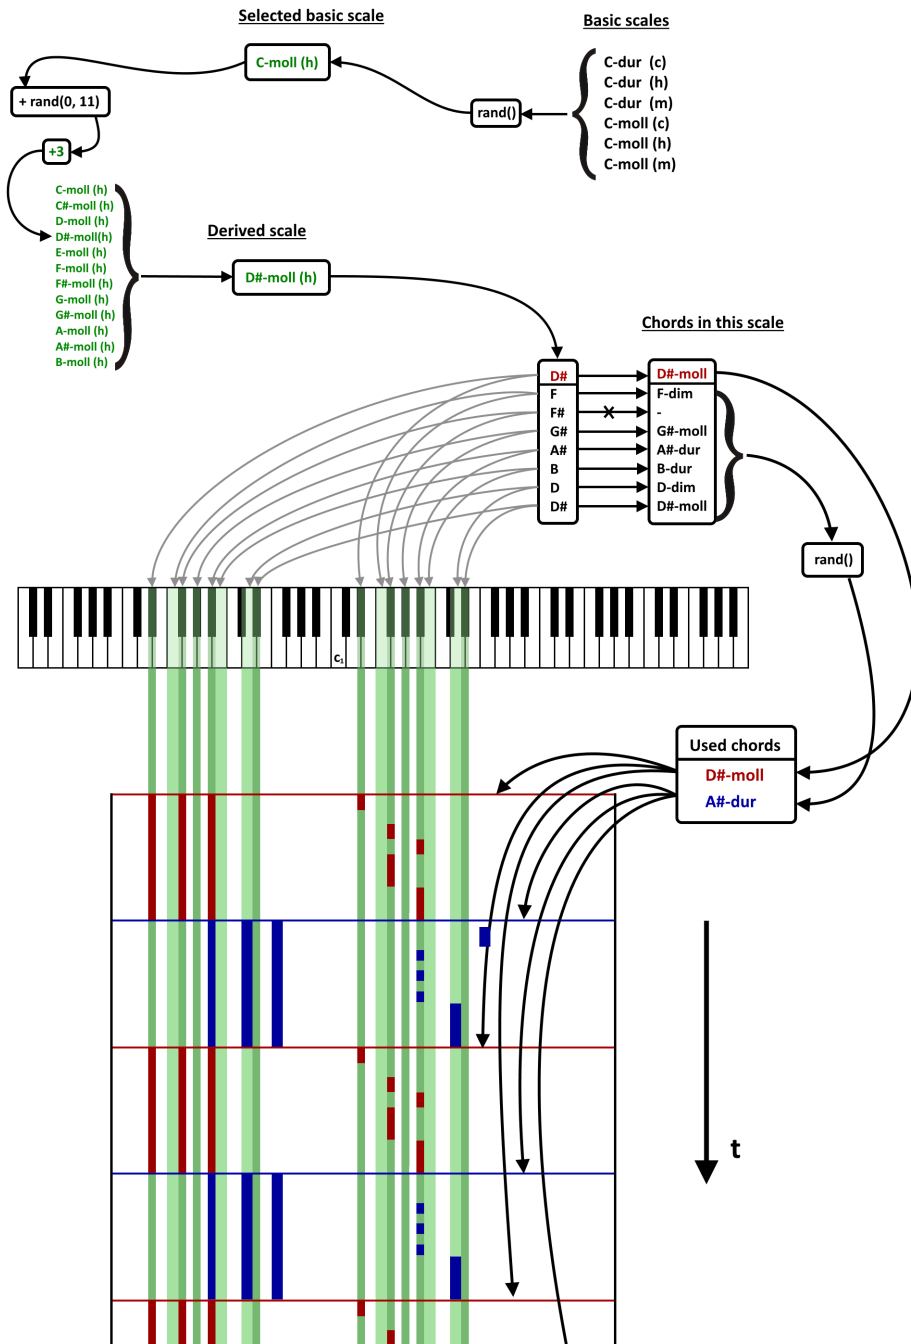 Selected basic scale
Basic scales
C-moll (h)
C-dur (c)
C-dur (h)
C-dur (m)
C-moll (c)
C-moll (h)
C-moll (m)
rand()
+ rand(0, 11)
+3
C-moll (h)
C#-moll (h)
D-moll (h)
D#-moll(h)
E-moll (h)
F-moll (h)
F#-moll (h)
G-moll (h)
G#-moll (h)
A-moll (h)
A#-moll (h)
B-moll (h)
Derived scale
D#-moll (h)
Chords in this scale
D#
F
F#
G#
A#
B
D
D#
D#-moll
F-dim
-
G#-moll
A#-dur
B-dur
D-dim
D#-moll
rand()
C1
Used chords
D#-moll
A#-dur
t